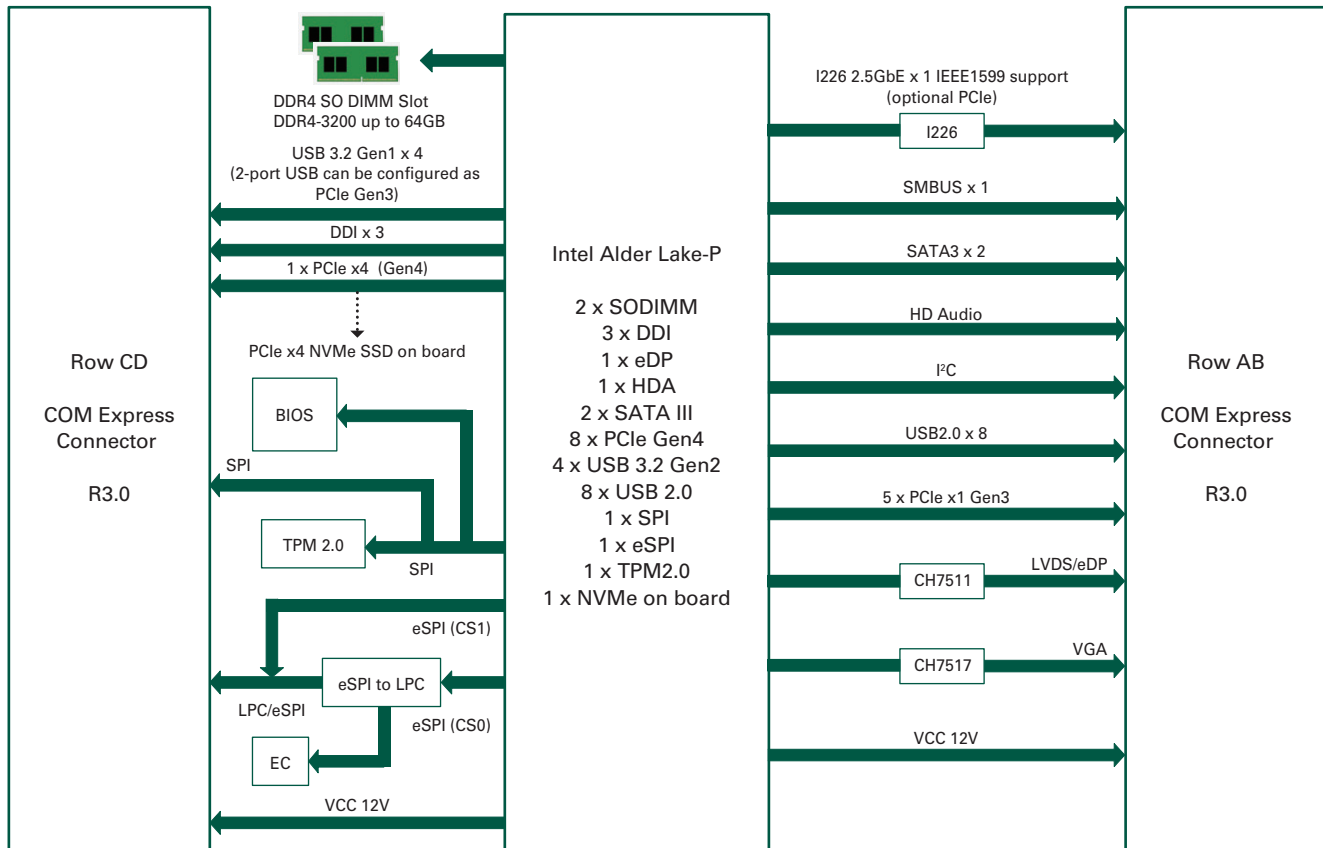 DDR4 SO DIMM Slot
DDR4-3200 up to 64GB
USB 3.2 Gen1 x 4
(2-port USB can be configured as
PCIe Gen3)
DDI x 3
1 x PCIe x4 (Gen4)
PCIe x4 NVMe SSD on board
Row CD
COM Express
Connector
R3.0
BIOS
SPI
TPM 2.0
SPI
eSPI (CS1)
eSPI to LPC
LPC/eSPI
eSPI (CS0)
EC
VCC 12V
Intel Alder Lake-P
2 x SODIMM
3 x DDI
1 x eDP
1 x HDA
2 x SATA III
8 x PCIe Gen4
4 x USB 3.2 Gen2
8 x USB 2.0
1 x SPI
1 x eSPI
1 x TPM2.0
1 x NVMe on board
I226 2.5GbE x 1 IEEE1599 support
(optional PCIe)
I226
SMBUS x 1
SATA3 x 2
HD Audio
I²C
USB2.0 x 8
5 x PCIe x1 Gen3
CH7511
LVDS/eDP
CH7517
VGA
VCC 12V
Row AB
COM Express
Connector
R3.0